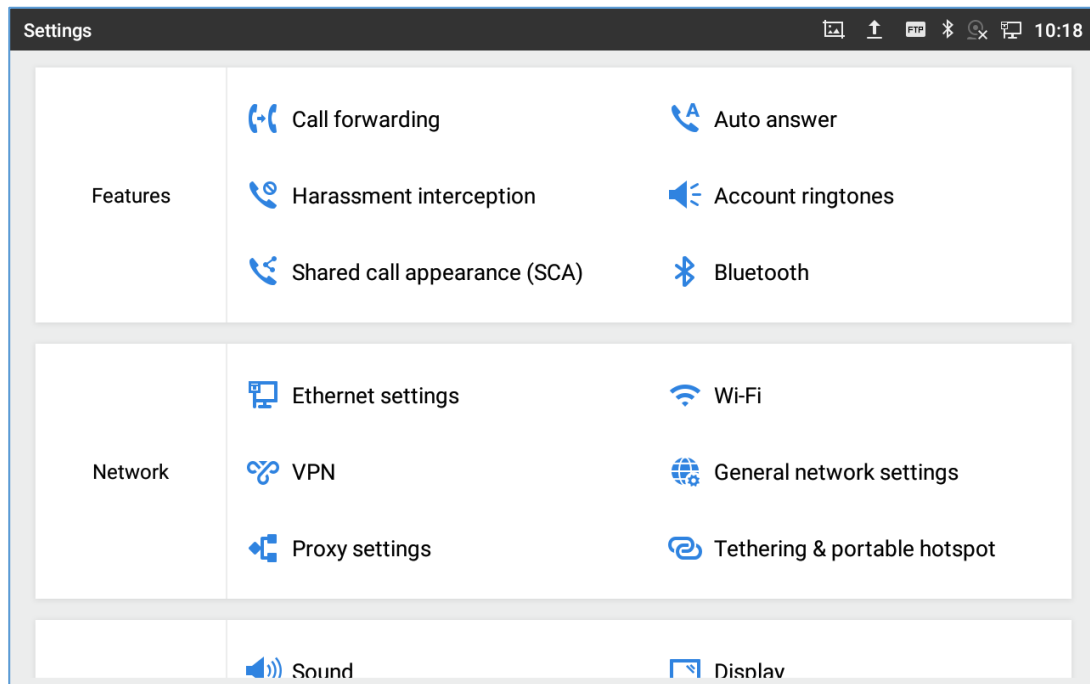 Settings
FTP
10:18
Call forwarding
A
Auto answer
Features
Harassment interception
Account ringtones
Shared call appearance (SCA)
Bluetooth
Ethernet settings
Wi-Fi
Network
VPN
General network settings
Proxy settings
Tethering & portable hotspot
Sound
Display